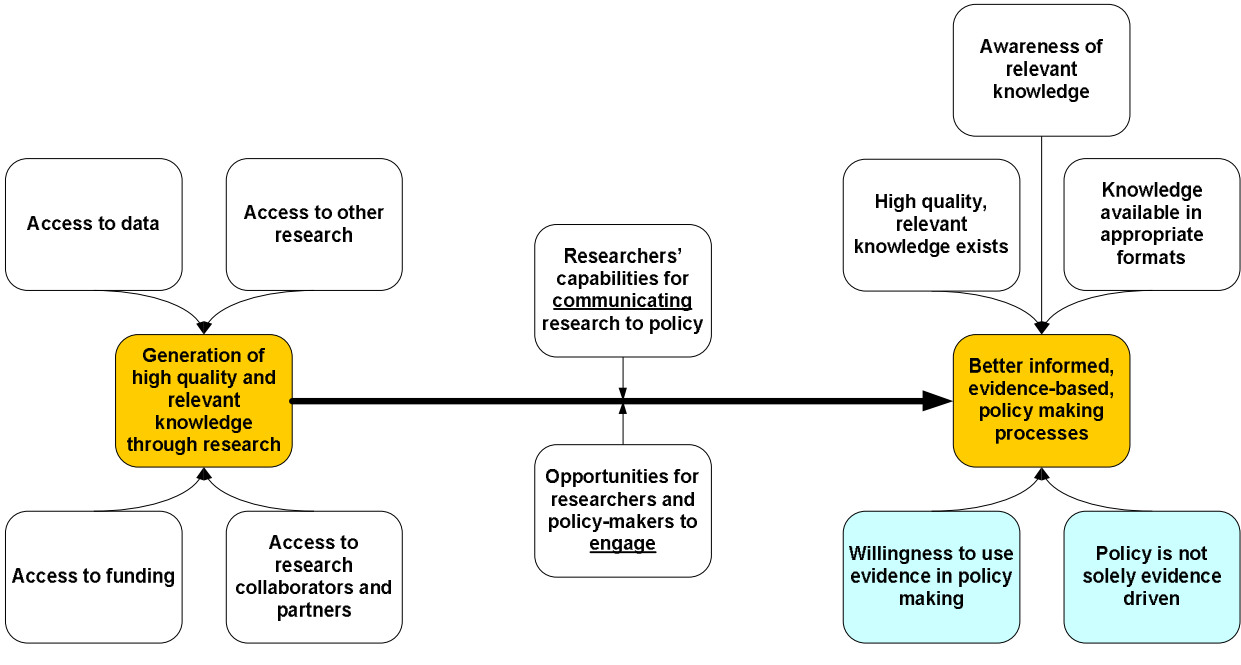 Awareness of
relevant
knowledge
Access to data
Access to other
research
High quality,
relevant
knowledge exists
Knowledge
available in
appropriate
formats
Researchers’
capabilities for
communicating
research to policy
Generation of
high quality and
relevant
knowledge
through research
Better informed,
evidence-based,
policy making
processes
Opportunities for
researchers and
policy-makers to
engage
Access to funding
Access to
research
collaborators and
partners
Willingness to use
evidence in policy
making
Policy is not
solely evidence
driven